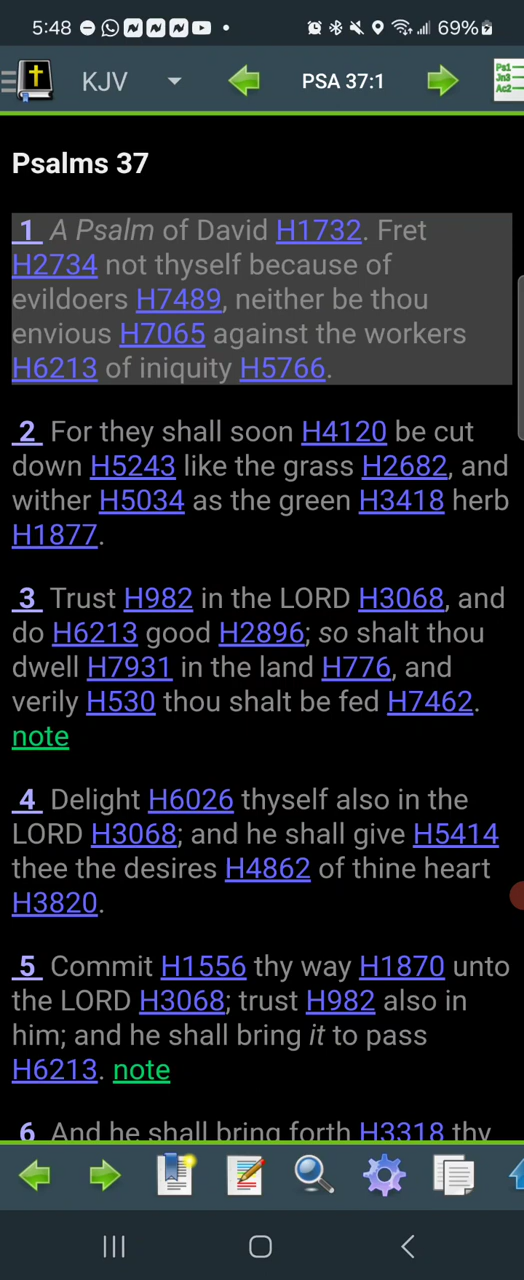 5:48
69%
KJV
PSA 37:1
Ps1
Jn3
Ac2
Psalms 37
1 A Psalm of David H1732. Fret
H2734 not thyself because of
evildoers H7489, neither be thou
envious H7065 against the workers
H6213 of iniquity H5766.
2 For they shall soon H4120 be cut
down H5243 like the grass H2682, and
wither H5034 as the green H3418 herb
H1877.
3 Trust H982 in the LORD H3068, and
do H6213 good H2896; so shalt thou
dwell H7931 in the land H776, and
verily H530 thou shalt be fed H7462.
note
4 Delight H6026 thyself also in the
LORD H3068; and he shall give H5414
thee the desires H4862 of thine heart
H3820.
5 Commit H1556 thy way H1870 unto
the LORD H3068; trust H982 also in
him; and he shall bring it to pass
H6213. note
6 And he shall bring forth H3318 thy